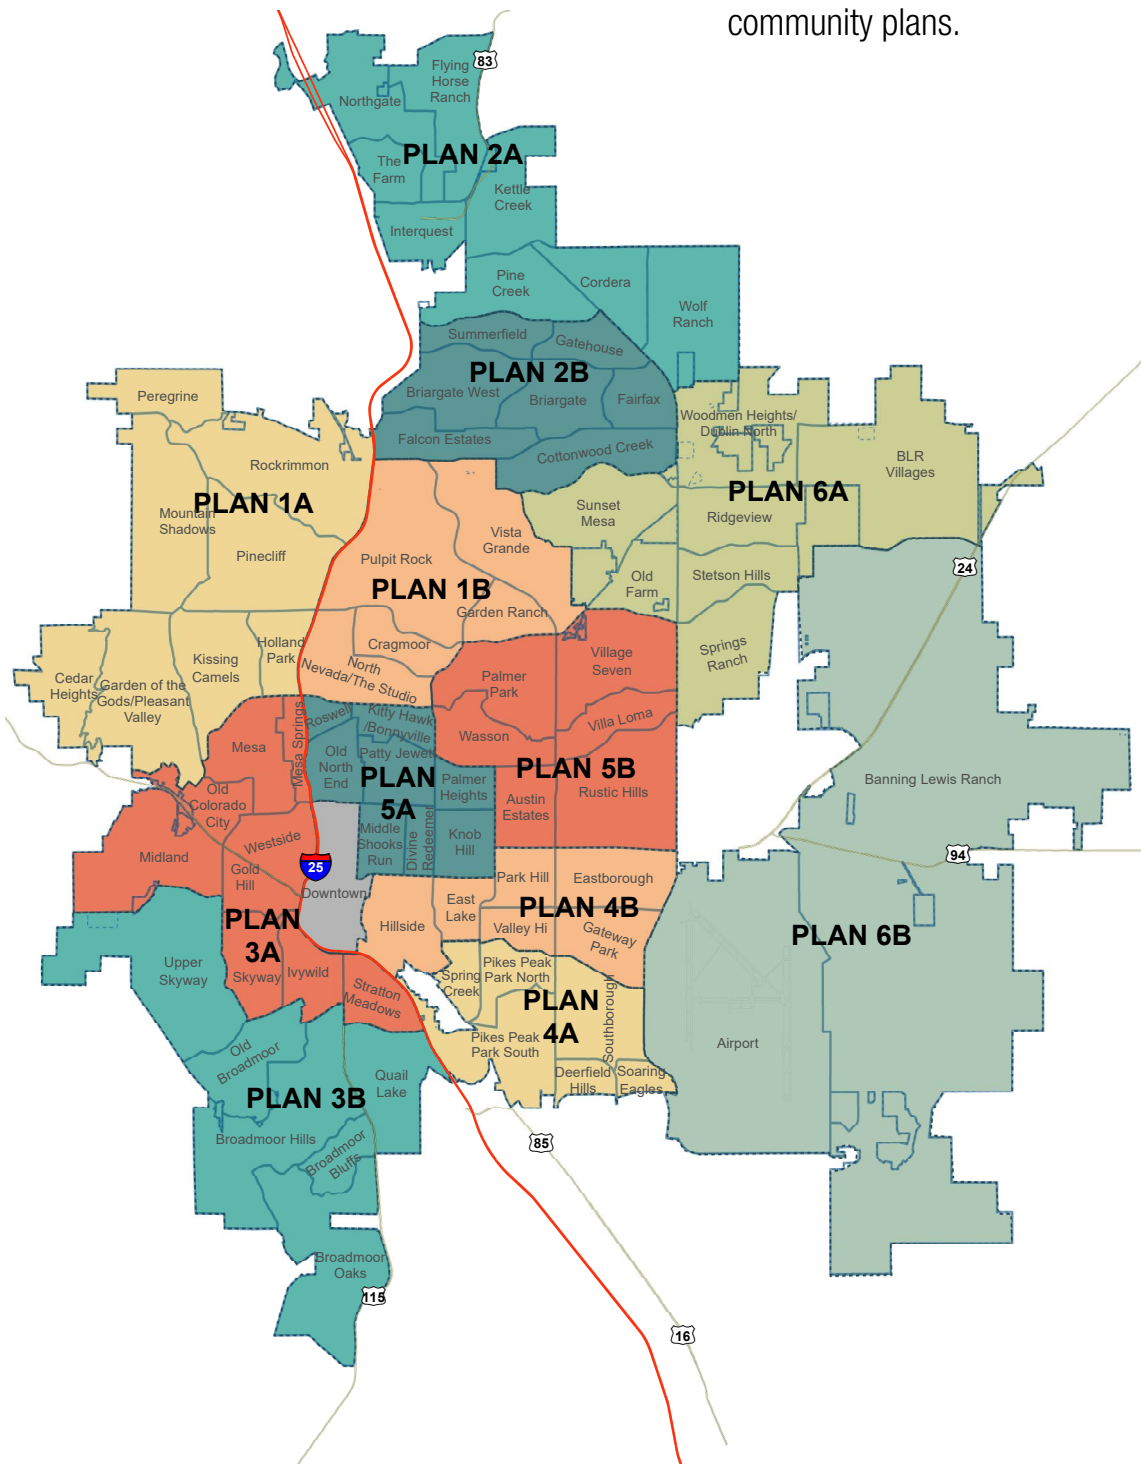 community plans.
83
Flying
Horse
Ranch
Northgate
PLAN 2A
The
Farm
Kettle
Creek
Interquest
Pine
Creek
Cordera
Wolf
Ranch
Summerfield
Gatehouse
PLAN 2B
Briargate West
Briargate
Fairfax
Falcon Estates
Cottonwood Creek
Peregrine
Rockrimmon
PLAN 1A
Mountain
Shadows
Pinecliff
Woodmen Heights/
Dublin North
BLR
Villages
PLAN 6A
Sunset
Mesa
Ridgeview
Vista
Grande
Pulpit Rock
PLAN 1B
Old
Farm
Stetson Hills
24
Garden Ranch
Cragmoor
North
Nevada/The Studio
Holland
Park
Kissing
Camels
Cedar
Heights
Garden of the
Gods/Pleasant
Valley
Village
Seven
Springs
Ranch
Palmer
Park
Villa Loma
Wasson
PLAN 5B
Rustic Hills
Austin
Estates
Mesa
Mesa Springs
Roswell
Kitty Hawk
/Bonnyville
Old
North
End
Patty Jewet
PLAN
5A
Palmer
Heights
Middle
Shooks
Run
Divine
Redeemer
Knob
Hill
Banning Lewis Ranch
Old
Colorado
City
Westside
Midland
Gold
Hill
25
Downtown
94
Park Hill
Eastborough
East
Lake
PLAN 4B
Hillside
Valley Hi
Gateway
Park
PLAN
3A
Upper
Skyway
Skyway
Ivywild
Stratton
Meadows
PLAN 6B
Spring
Creek
Pikes Peak
Park North
PLAN
4A
Southborough
Pikes Peak
Park South
Airport
Deerfield
Hills
Soaring
Eagles
Old
Broadmoor
Quail
Lake
PLAN 3B
Broadmoor Hills
Broadmoor
Bluffs
85
Broadmoor
Oaks
115
16